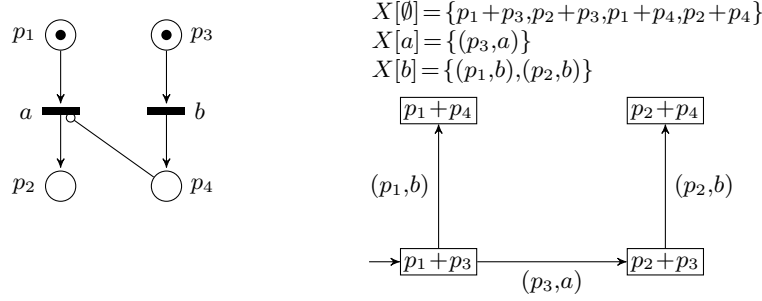 p₁ p₃
a b
p₂ p₄
X[∅]={p₁+p₃,p₂+p₃,p₁+p₄,p₂+p₄}
X[a]={(p₃,a)}
X[b]={(p₁,b),(p₂,b)}
p₁+p₄ p₂+p₄
(p₁,b) (p₂,b)
p₁+p₃ p₂+p₃
(p₃,a)